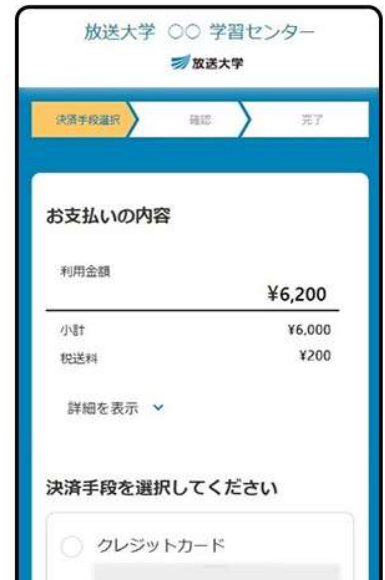 放送大学 ○○ 学習センター
放送大学
決済手段選択
確認
完了
お支払いの内容
利用金額
¥6,200
小計 ¥6,000
税送料 ¥200
詳細を表示
決済手段を選択してください
クレジットカード